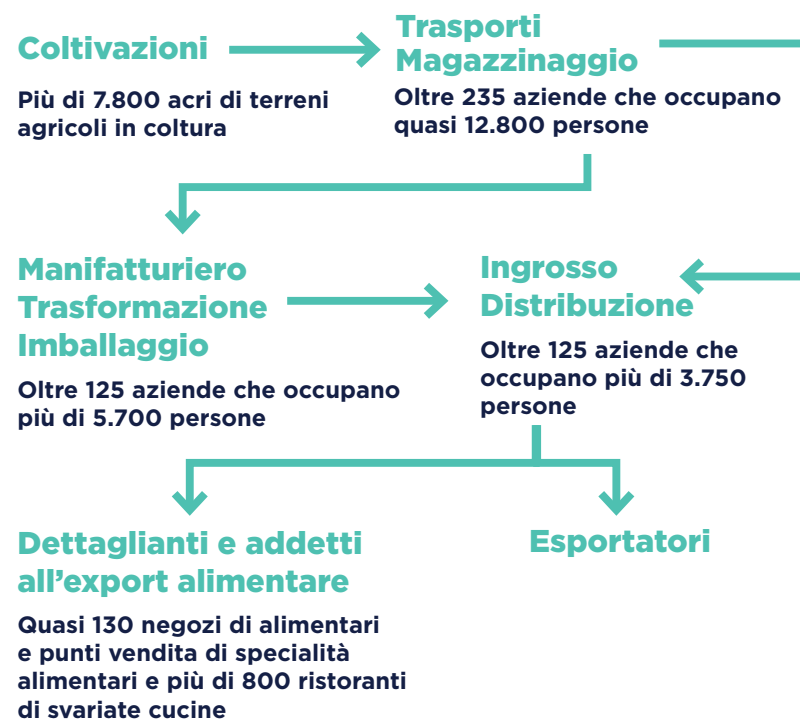 Coltivazioni
Più di 7.800 acri di terreni
agricoli in coltura
Trasporti
Magazzinaggio
Oltre 235 aziende che occupano
quasi 12.800 persone
Manifatturiero
Trasformazione
Imballaggio
Oltre 125 aziende che occupano
più di 5.700 persone
Ingrosso
Distribuzione
Oltre 125 aziende che
occupano più di 3.750
persone
Dettaglianti e addetti
all'export alimentare
Quasi 130 negozi di alimentari
e punti vendita di specialità
alimentari e più di 800 ristoranti
di svariate cucine
Esportatori